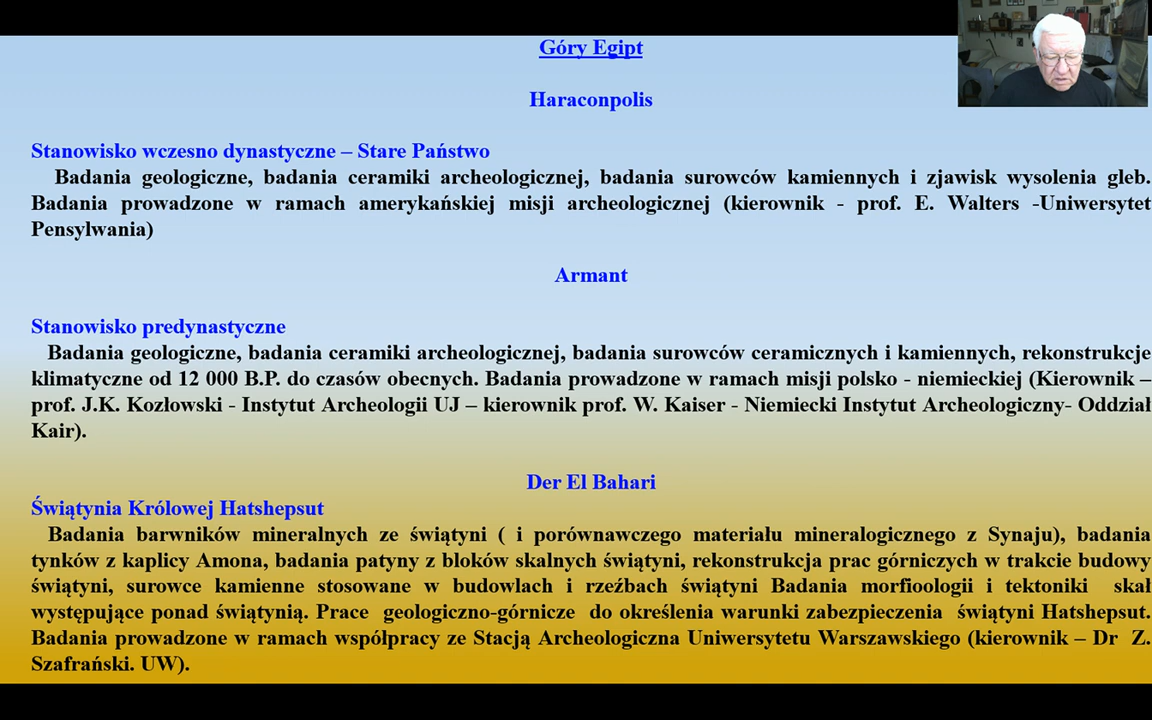 Góry Egipt
Haraconpolis
Stanowisko wczesno dynastyczne – Stare Państwo
Badania geologiczne, badania ceramiki archeologicznej, badania surowców kamiennych i zjawisk wysolenia gleb.
Badania prowadzone w ramach amerykańskiej misji archeologicznej (kierownik - prof. E. Walters -Uniwersytet
Pensylwania)
Armant
Stanowisko predynastyczne
Badania geologiczne, badania ceramiki archeologicznej, badania surowców ceramicznych i kamiennych, rekonstrukcje
klimatyczne od 12 000 B.P. do czasów obecnych. Badania prowadzone w ramach misji polsko - niemieckiej (Kierownik –
prof. J.K. Kozłowski - Instytut Archeologii UJ – kierownik prof. W. Kaiser - Niemiecki Instytut Archeologiczny- Oddział
Kair).
Der El Bahari
Świątynia Królowej Hatshepsut
Badania barwników mineralnych ze świątyni ( i porównawczego materiału mineralogicznego z Synaju), badania
tynków z kaplicy Amona, badania patyny z bloków skalnych świątyni, rekonstrukcja prac górniczych w trakcie budowy
świątyni, surowce kamienne stosowane w budowlach i rzeźbach świątyni Badania morfioologii i tektoniki skał
występujące ponad świątynią. Prace geologiczno-górnicze do określenia warunki zabezpieczenia świątyni Hatshepsut.
Badania prowadzone w ramach współpracy ze Stacją Archeologiczna Uniwersytetu Warszawskiego (kierownik – Dr Z.
Szafrański. UW).